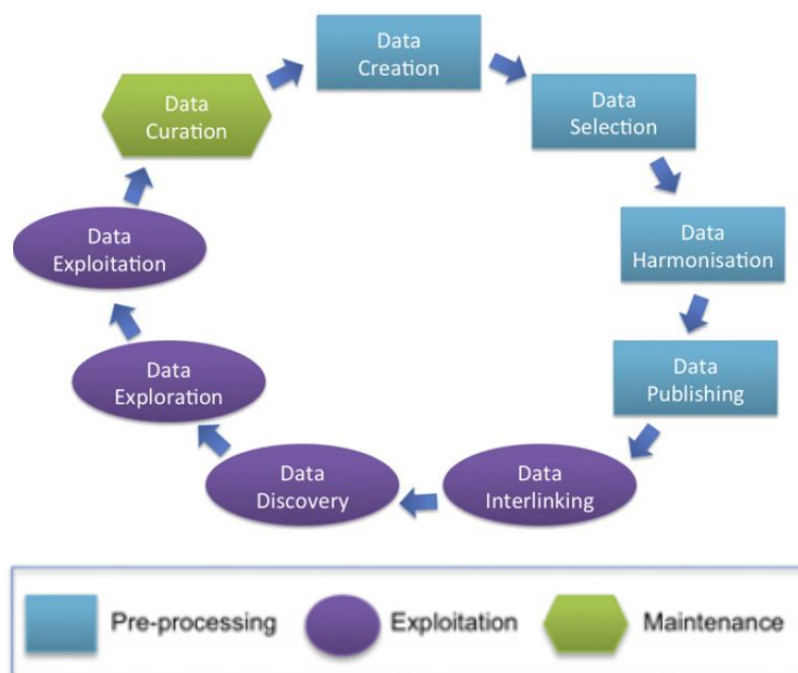 Data
Creation
Data
Selection
Data
Harmonisation
Data
Publishing
Data
Interlinking
Data
Discovery
Data
Exploration
Data
Exploitation
Data
Curation
Pre-processing
Exploitation
Maintenance